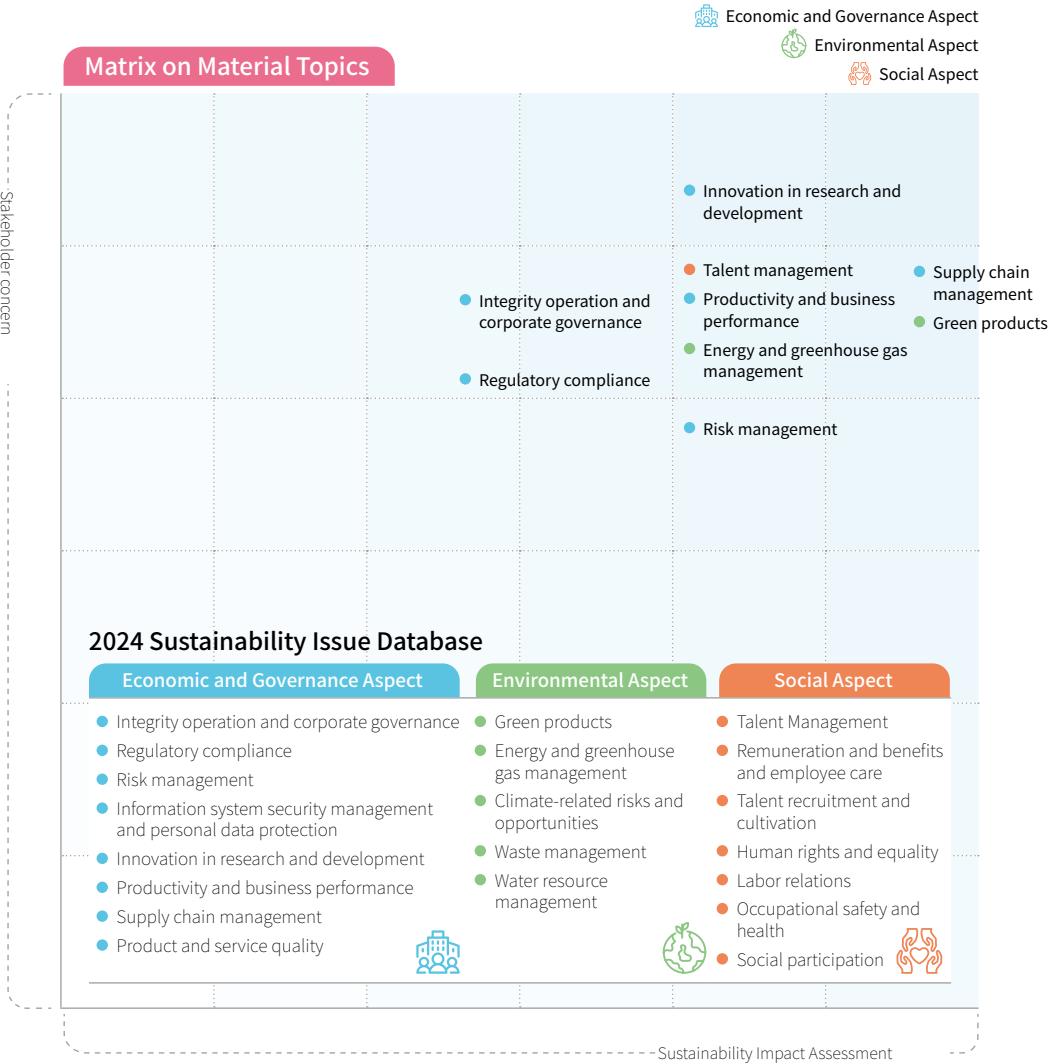 Economic and Governance Aspect
Environmental Aspect
Social Aspect
Matrix on Material Topics
Stakeholder concern
Innovation in research and
development
Talent management
Productivity and business
performance
Energy and greenhouse gas
management
Supply chain
management
Green products
Integrity operation and
corporate governance
Regulatory compliance
Risk management
2024 Sustainability Issue Database
Economic and Governance Aspect
Integrity operation and corporate governance
Regulatory compliance
Risk management
Information system security management
and personal data protection
Innovation in research and development
Productivity and business performance
Supply chain management
Product and service quality
Environmental Aspect
Green products
Energy and greenhouse
gas management
Climate-related risks and
opportunities
Waste management
Water resource
management
Social Aspect
Talent Management
Remuneration and benefits
and employee care
Talent recruitment and
cultivation
Human rights and equality
Labor relations
Occupational safety and
health
Social participation
Sustainability Impact Assessment